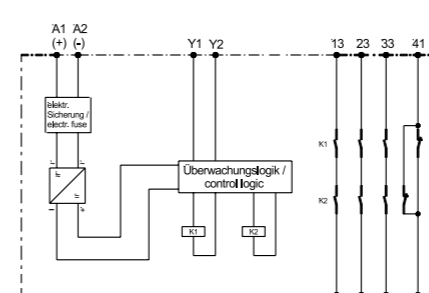 A1 A2
(+) (-)
Y1 Y2
13 23 33 41
elektr.
Sicherung /
electr. fuse
Überwachungslogik /
control logic
K1
K2
K1 K2